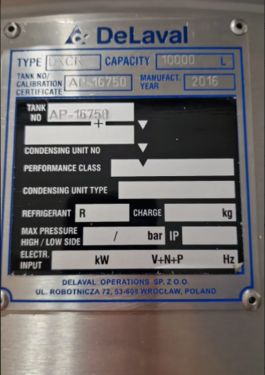 DeLaval
TYPE DXCR CAPACITY 10000 L
TANK NO/ CALIBRATION CERTIFICATE AP-16750 MANUFACT. YEAR 2016
TANK NO AP-16750
CONDENSING UNIT NO
PERFORMANCE CLASS
CONDENSING UNIT TYPE
REFRIGERANT R CHARGE kg
MAX PRESSURE HIGH / LOW SIDE / bar IP
ELECTR. INPUT kW V+N+P Hz
DELAVAL OPERATIONS SP. Z O.O.
UL. ROBOTNICZA 72, 53-608 WROCŁAW, POLAND